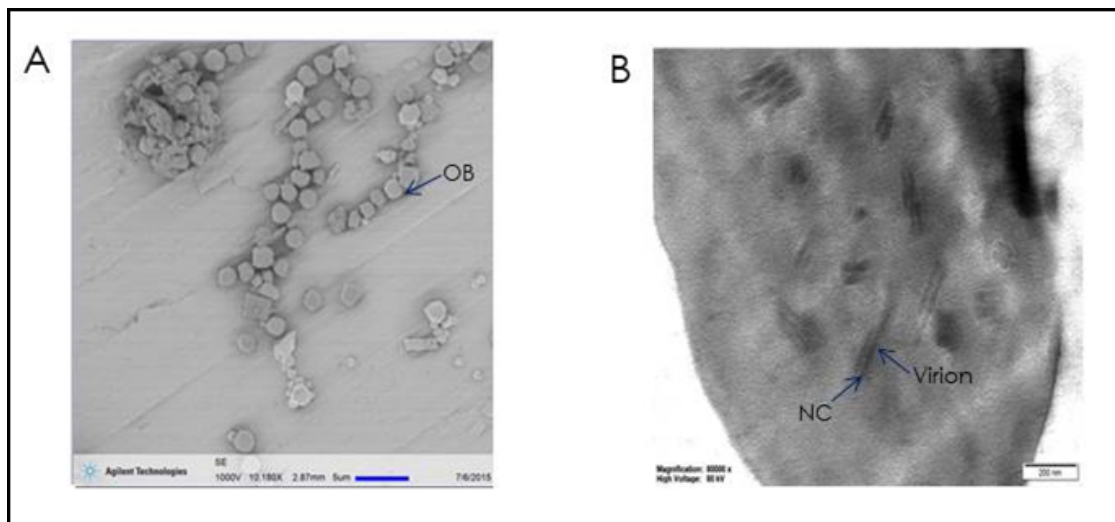 A
OB
Agilent Technologies
SE
1000V 10.180X 2.87mm 5um
7/6/2015
B
Virion
NC
Magnification: 80000 x
High Voltage: 80 kV
200 nm